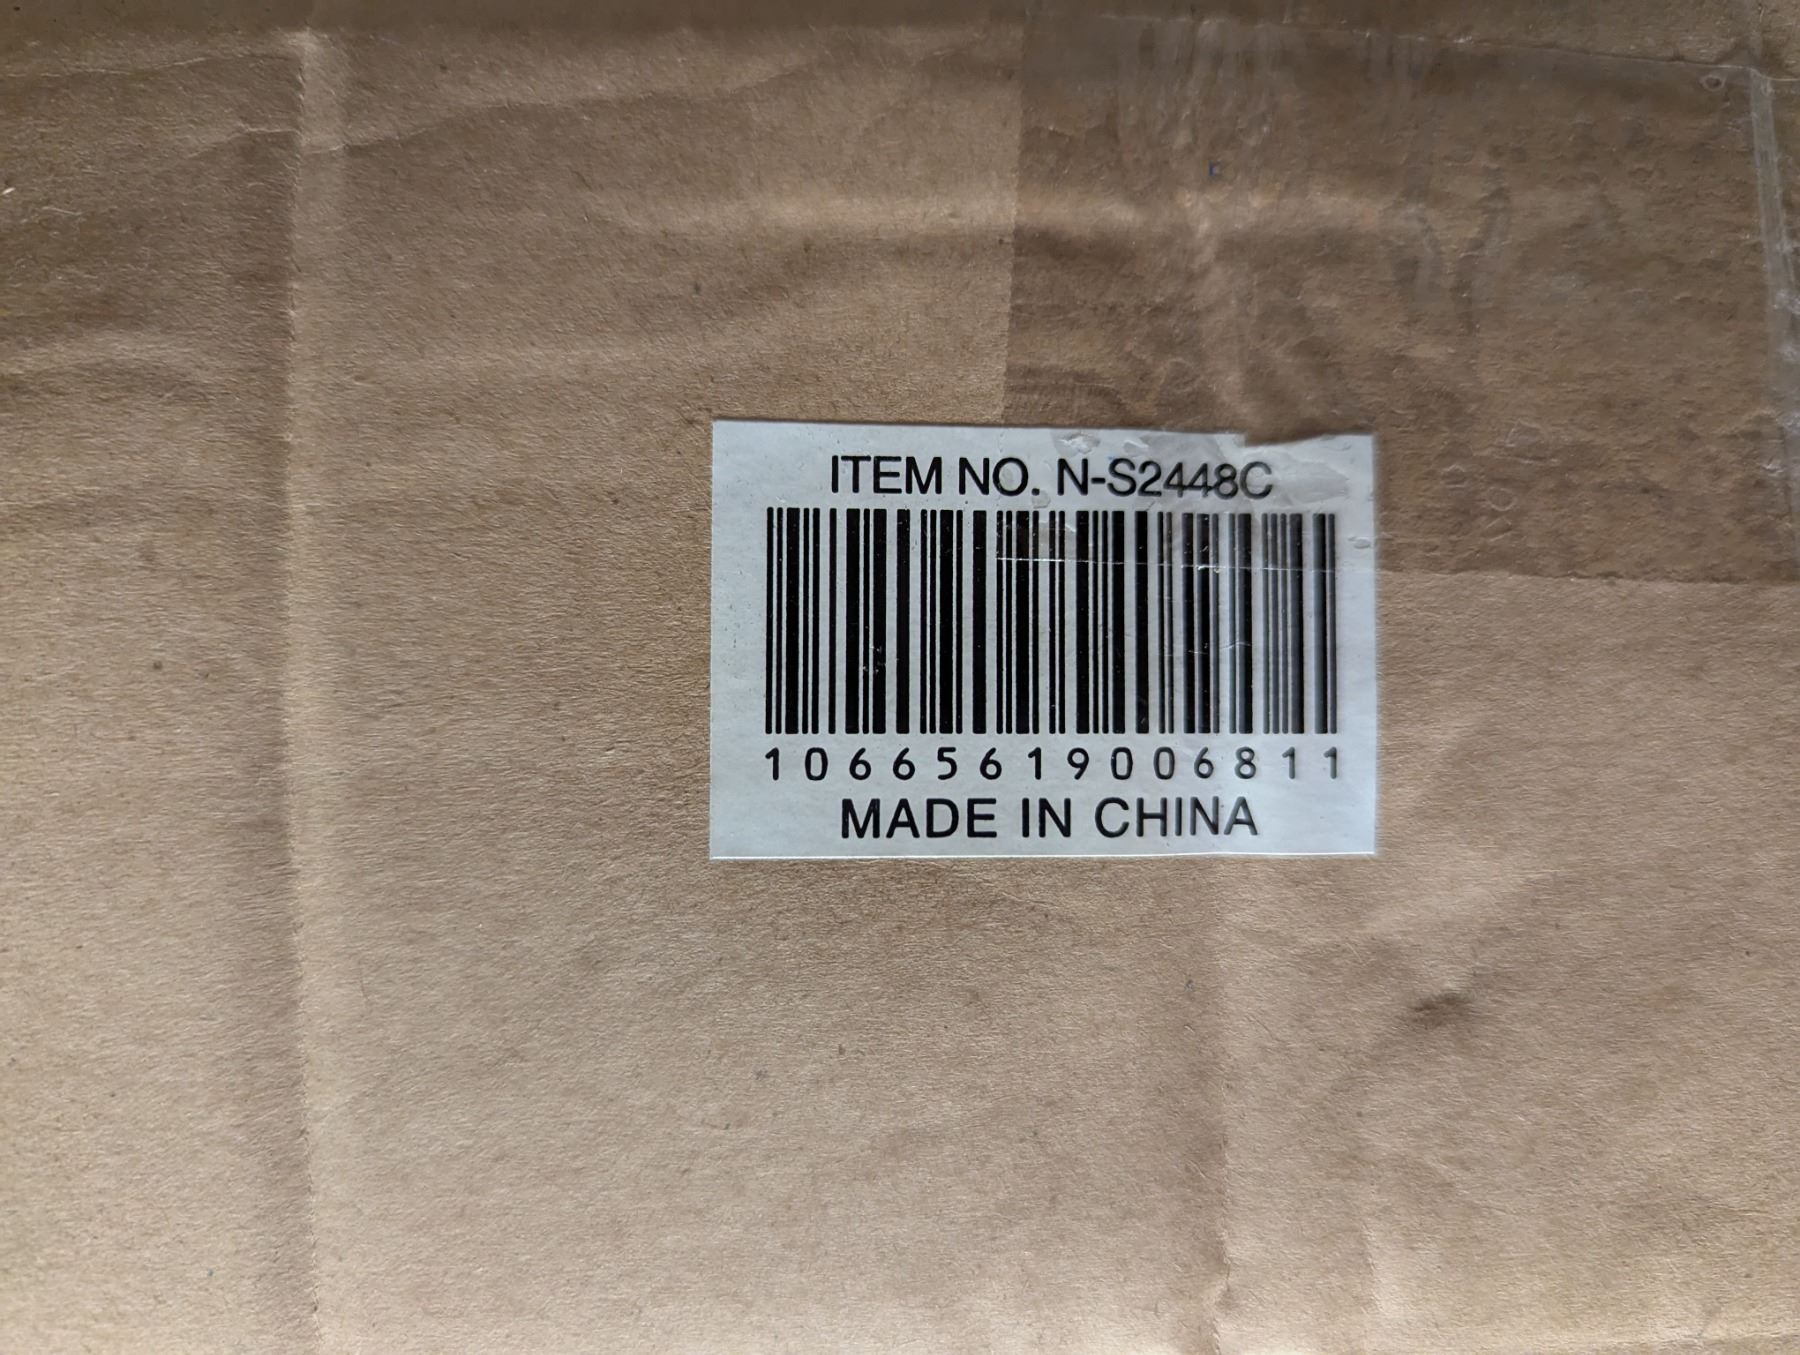 ITEM NO. N-S2448C
10665619006811
MADE IN CHINA